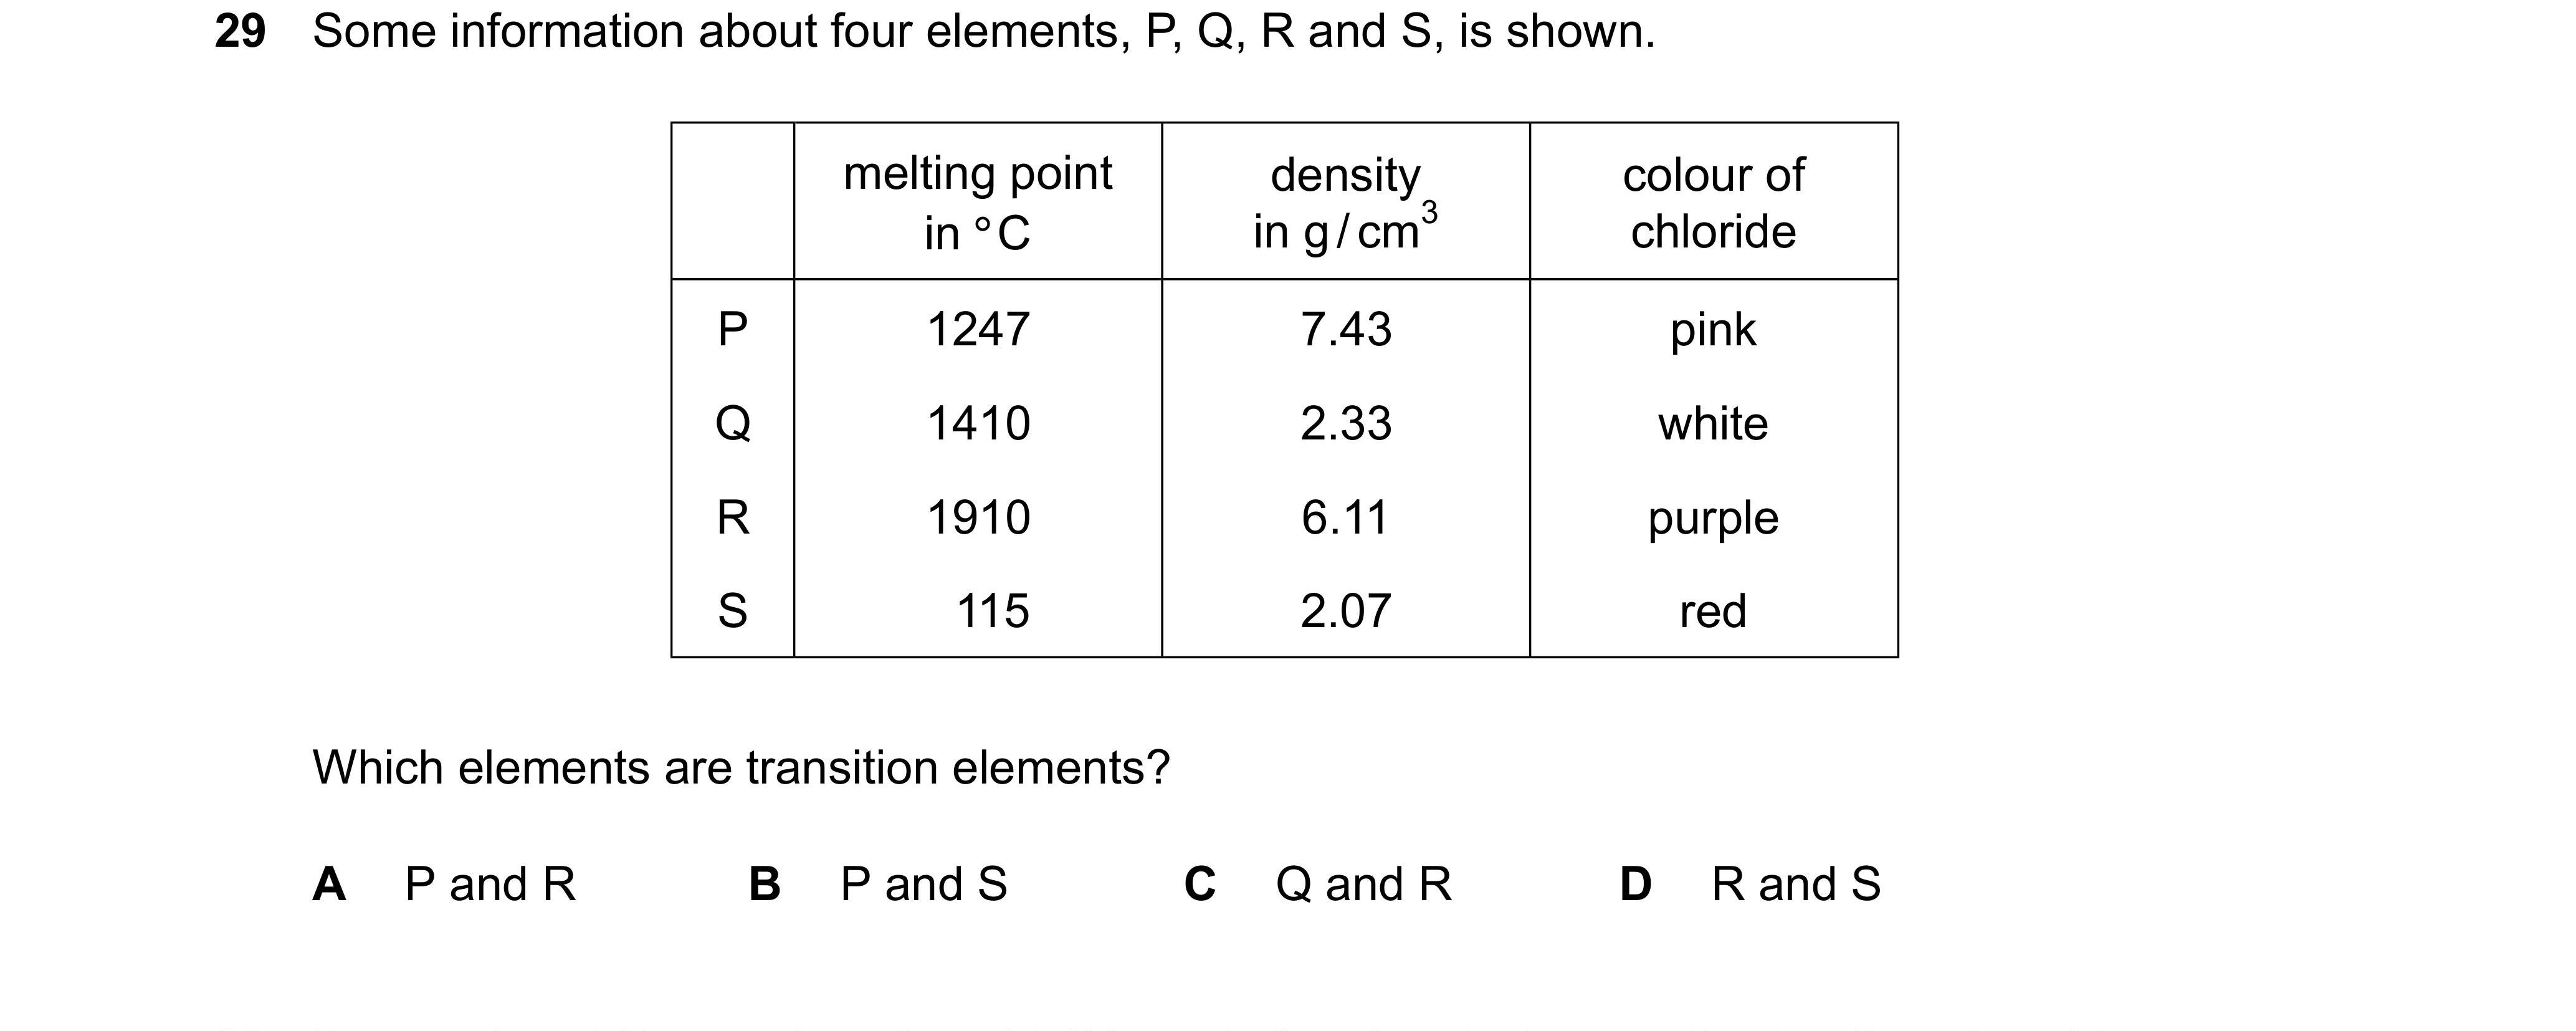 29 Some information about four elements, P, Q, R and S, is shown.
melting point in °C density in g / cm³ colour of chloride
P 1247 7.43 pink
Q 1410 2.33 white
R 1910 6.11 purple
S 115 2.07 red
Which elements are transition elements?
A P and R B P and S C Q and R D R and S